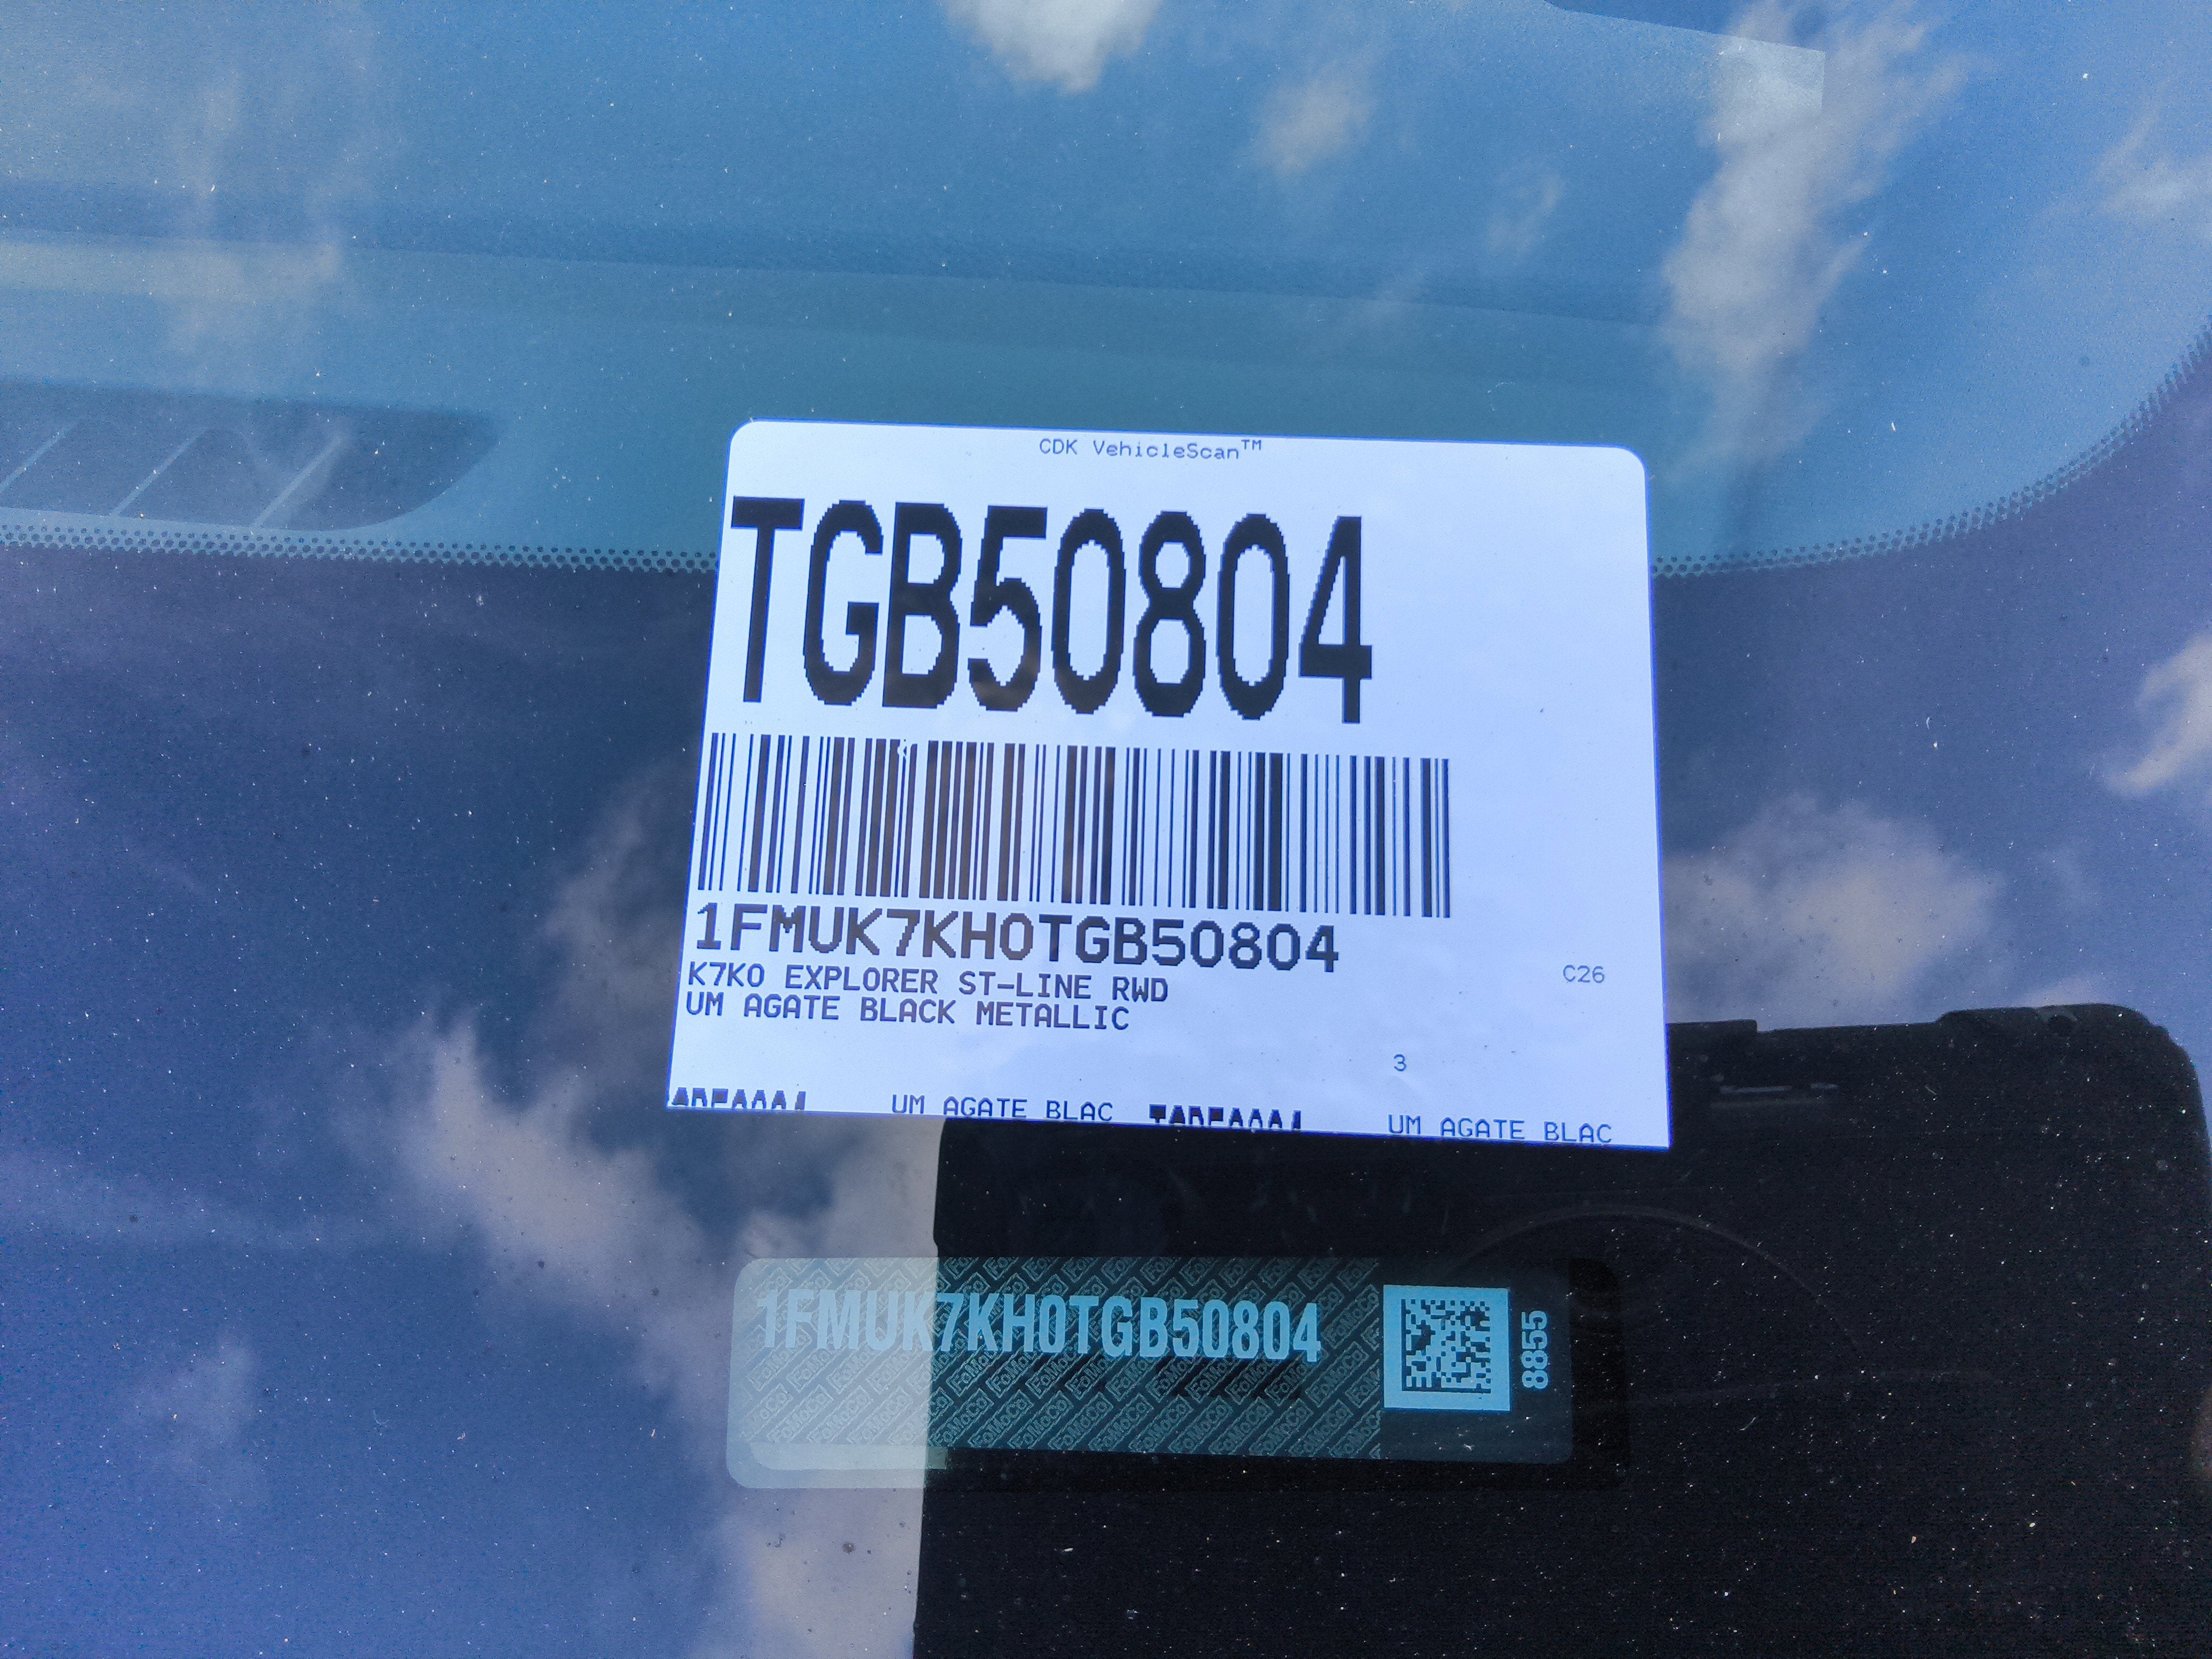 CDK VehicleScan™
TGB50804
1FMUK7KH0TGB50804
K7K0 EXPLORER ST-LINE RWD
C26
UM AGATE BLACK METALLIC
3
UM AGATE BLAC
UM AGATE BLAC
1FMUK7KH0TGB50804
8855
FoMoCo